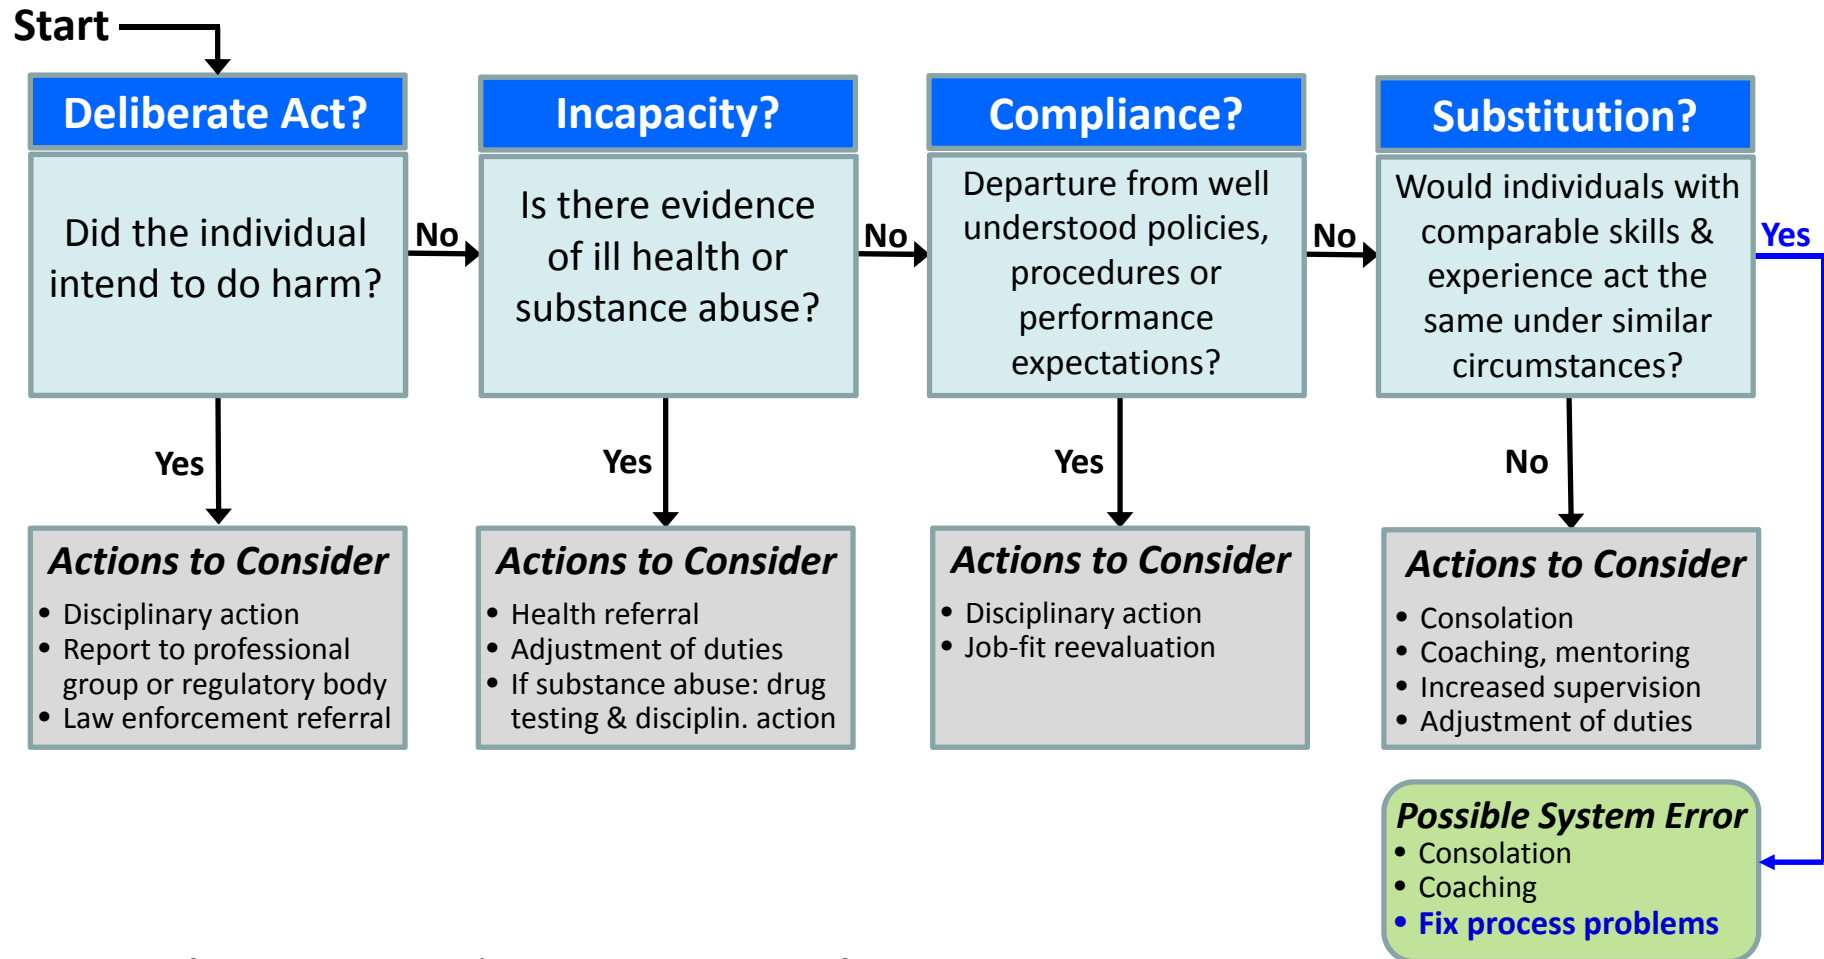 Start
Deliberate Act?
Did the individual
intend to do harm?
No
Yes
Actions to Consider
• Disciplinary action
• Report to professional
group or regulatory body
• Law enforcement referral
Incapacity?
Is there evidence
of ill health or
substance abuse?
No
Yes
Actions to Consider
• Health referral
• Adjustment of duties
• If substance abuse: drug
testing & disciplin. action
Compliance?
Departure from well
understood policies,
procedures or
performance
expectations?
No
Yes
Actions to Consider
• Disciplinary action
• Job-fit reevaluation
Substitution?
Would individuals with
comparable skills &
experience act the
same under similar
circumstances?
Yes
No
Actions to Consider
• Consolation
• Coaching, mentoring
• Increased supervision
• Adjustment of duties
Possible System Error
• Consolation
• Coaching
• Fix process problems